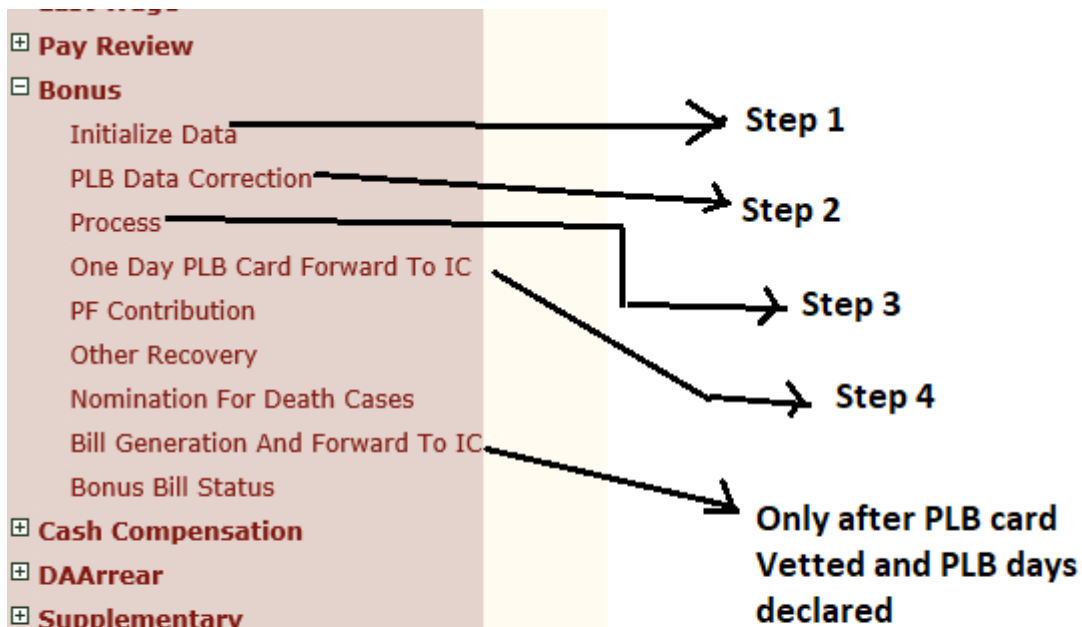 Pay Review
Bonus
Initialize Data
Step 1
PLB Data Correction
Step 2
Process
One Day PLB Card Forward To IC
PF Contribution
Step 3
Other Recovery
Nomination For Death Cases
Step 4
Bill Generation And Forward To IC
Bonus Bill Status
Only after PLB card
Vetted and PLB days
declared
Cash Compensation
DAArrear
Supplementary